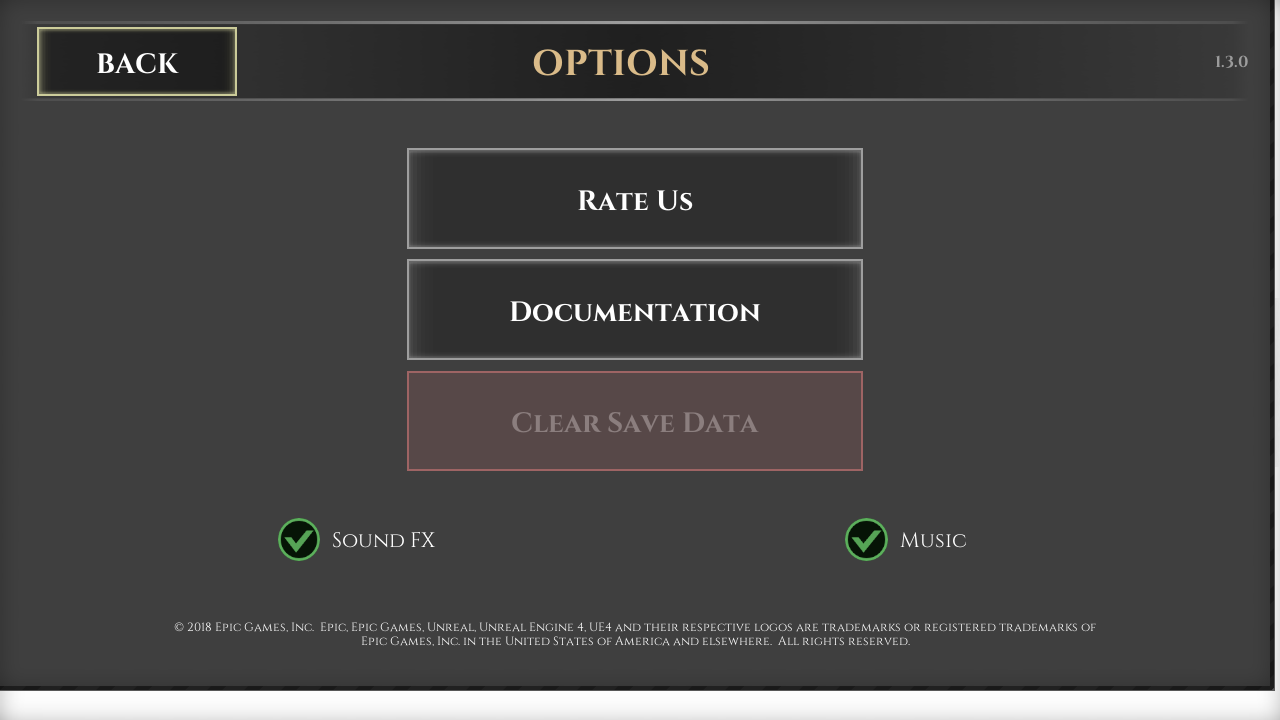 BACK
OPTIONS
1.3.0
Rate Us
Documentation
Clear Save Data
Sound FX
Music
© 2018 Epic Games, Inc.  Epic, Epic Games, Unreal, Unreal Engine 4, UE4 and their respective logos are trademarks or registered trademarks of
Epic Games, Inc. in the United States of America and elsewhere.  All rights reserved.